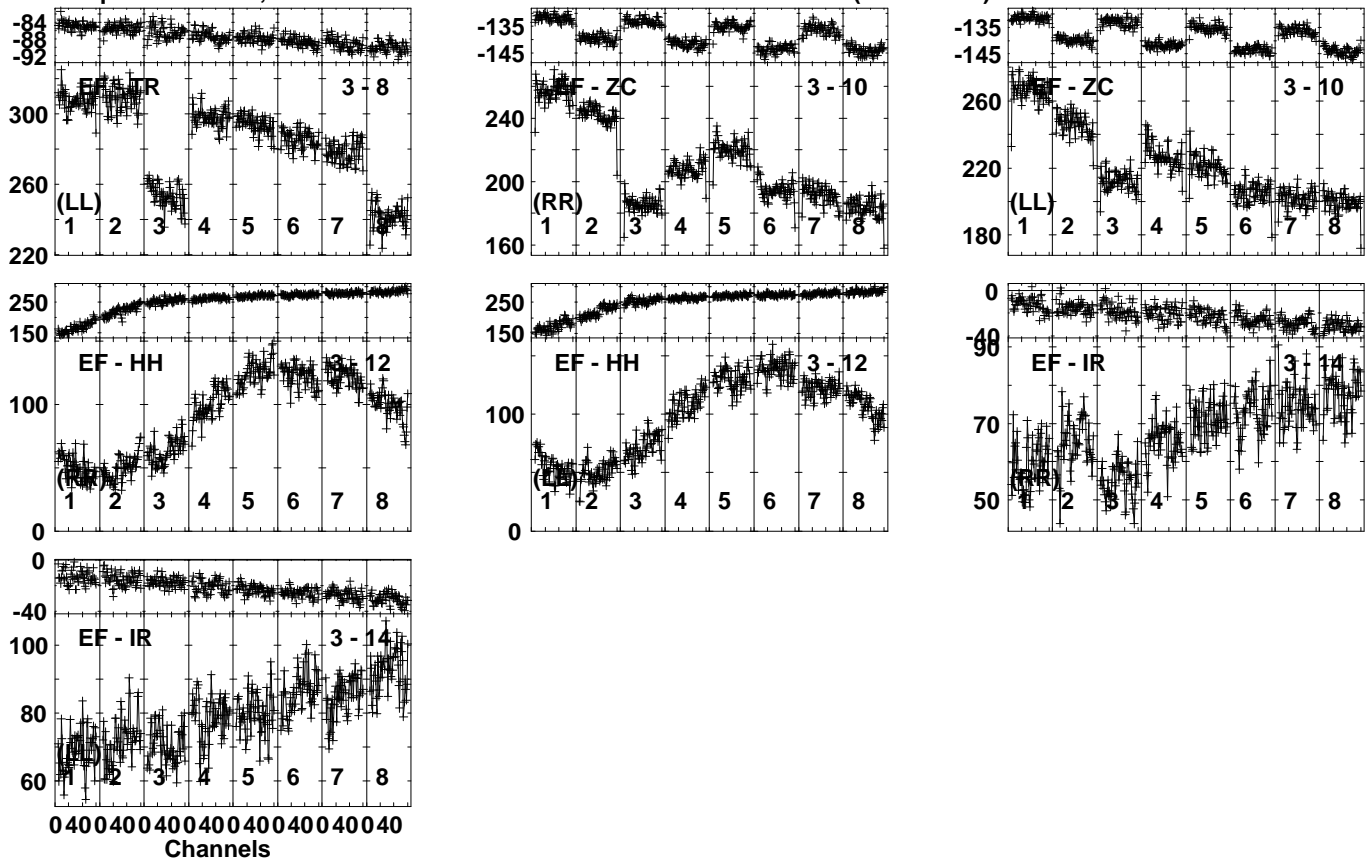 -84
-88
-92
EF - TR 3 - 8
300
260
220
(LL)
1 2 3 4 5 6 7 8
-135
-145
EF - ZC 3 - 10
240
200
160
(RR)
1 2 3 4 5 6 7 8
-135
-145
EF - ZC 3 - 10
260
220
180
(LL)
1 2 3 4 5 6 7 8
250
150
EF - HH 3 - 12
100
0
(RR)
1 2 3 4 5 6 7 8
250
150
EF - HH 3 - 12
100
0
(LL)
1 2 3 4 5 6 7 8
0
-40
EF - IR 3 - 14
90
70
50
(RR)
1 2 3 4 5 6 7 8
0
-40
EF - IR 3 - 14
100
80
60
(LL)
1 2 3 4 5 6 7 8
0 40 0 40 0 40 0 40 0 40 0 40 0 40 0 40
Channels